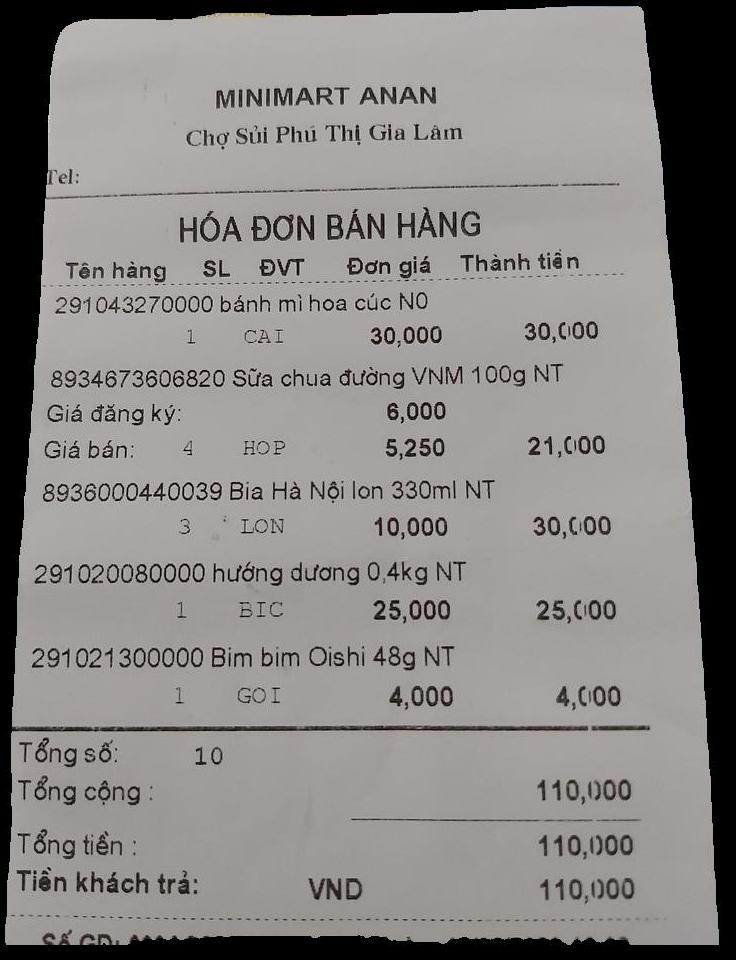 MINIMART ANAN
Chợ Sủi Phú Thị Gia Lâm
Tel:
HÓA ĐƠN BÁN HÀNG
Tên hàng SL ĐVT Đơn giá Thành tiền
291043270000 bánh mì hoa cúc N0
1 CAI 30,000 30,000
8934673606820 Sữa chua đường VNM 100g NT
Giá đăng ký: 6,000
Giá bán: 4 HOP 5,250 21,000
8936000440039 Bia Hà Nội lon 330ml NT
3 LON 10,000 30,000
291020080000 hướng dương 0,4kg NT
1 BIC 25,000 25,000
291021300000 Bim bim Oishi 48g NT
1 GOI 4,000 4,000
Tổng số: 10
Tổng cộng : 110,000
Tổng tiền : 110,000
Tiền khách trả: VND 110,000
Số GD: